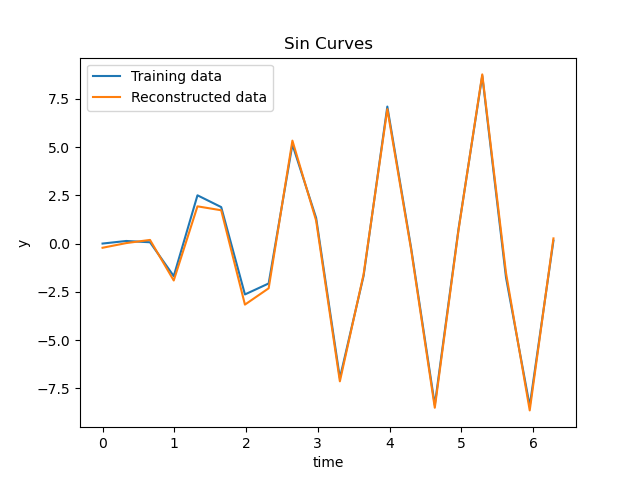 Sin Curves
Training data
Reconstructed data
7.5
5.0
2.5
0.0
−2.5
−5.0
−7.5
y
0 1 2 3 4 5 6
time